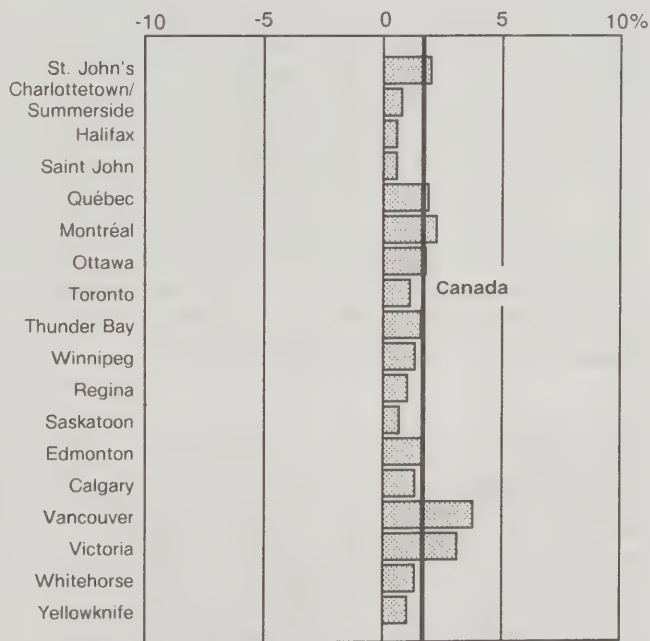 -10 -5 0 5 10%
St. John's
Charlottetown/
Summerside
Halifax
Saint John
Québec
Montréal
Ottawa
Toronto
Canada
Thunder Bay
Winnipeg
Regina
Saskatoon
Edmonton
Calgary
Vancouver
Victoria
Whitehorse
Yellowknife